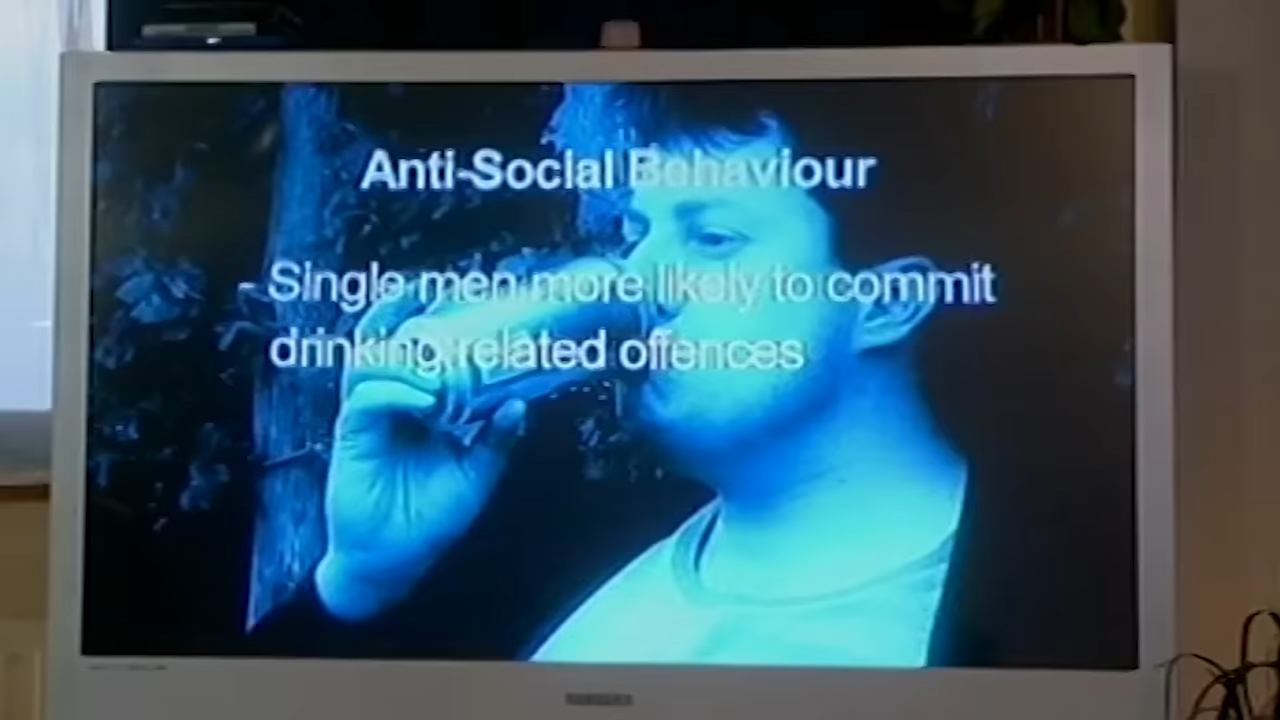 Anti-Social Behaviour
- Single men more likely to commit
drinking related offences